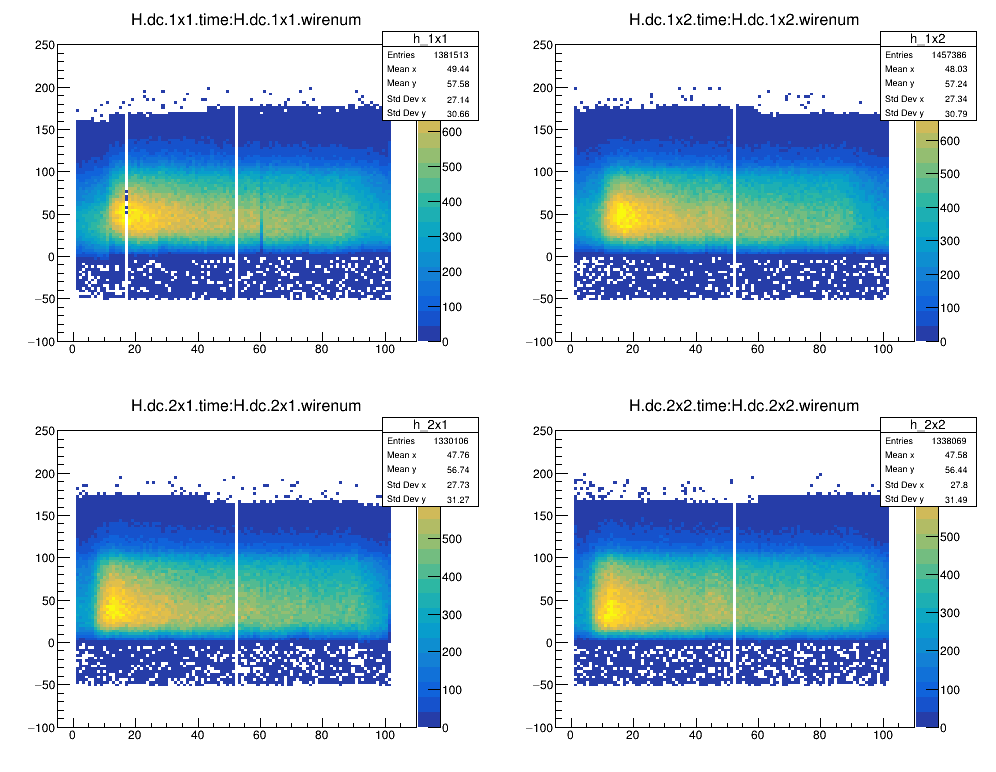 H.dc.1x1.time:H.dc.1x1.wirenum
h_1x1
Entries 1381513
Mean x 49.44
Mean y 57.58
Std Dev x 27.14
Std Dev y 30.66
250
200
150
100
50
0
−50
−100
0 20 40 60 80 100
600
500
400
300
200
100
0
H.dc.1x2.time:H.dc.1x2.wirenum
h_1x2
Entries 1457386
Mean x 48.03
Mean y 57.24
Std Dev x 27.34
Std Dev y 30.79
250
200
150
100
50
0
−50
−100
0 20 40 60 80 100
600
500
400
300
200
100
0
H.dc.2x1.time:H.dc.2x1.wirenum
h_2x1
Entries 1330106
Mean x 47.76
Mean y 56.74
Std Dev x 27.73
Std Dev y 31.27
250
200
150
100
50
0
−50
−100
0 20 40 60 80 100
500
400
300
200
100
0
H.dc.2x2.time:H.dc.2x2.wirenum
h_2x2
Entries 1338069
Mean x 47.58
Mean y 56.44
Std Dev x 27.8
Std Dev y 31.49
250
200
150
100
50
0
−50
−100
0 20 40 60 80 100
500
400
300
200
100
0